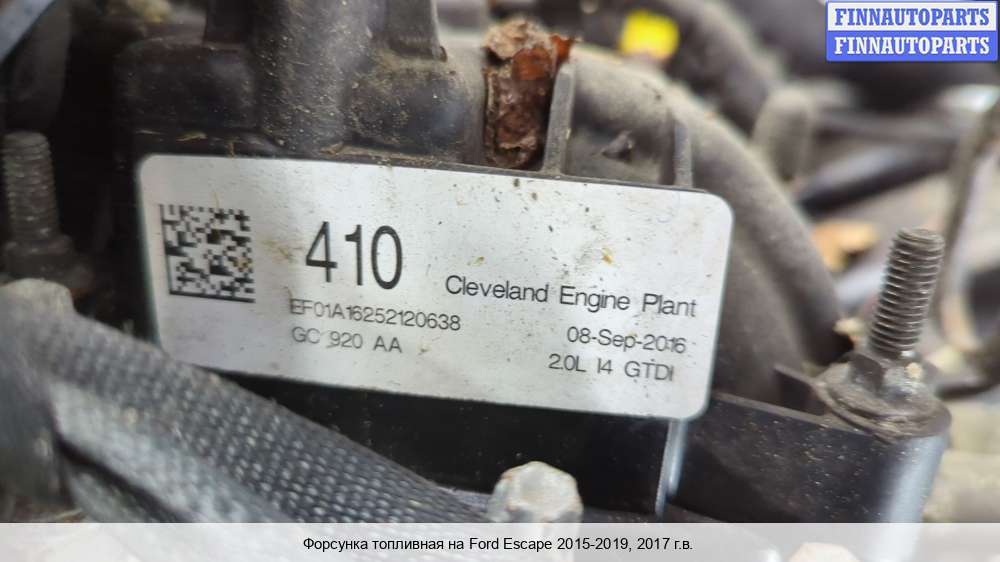 FINNAUTOPARTS
FINNAUTOPARTS
410
Cleveland Engine Plant
EF01A16252120638
08-Sep-2016
GC 920 AA
2.0L I4 GTDI
Форсунка топливная на Ford Escape 2015-2019, 2017 г.в.